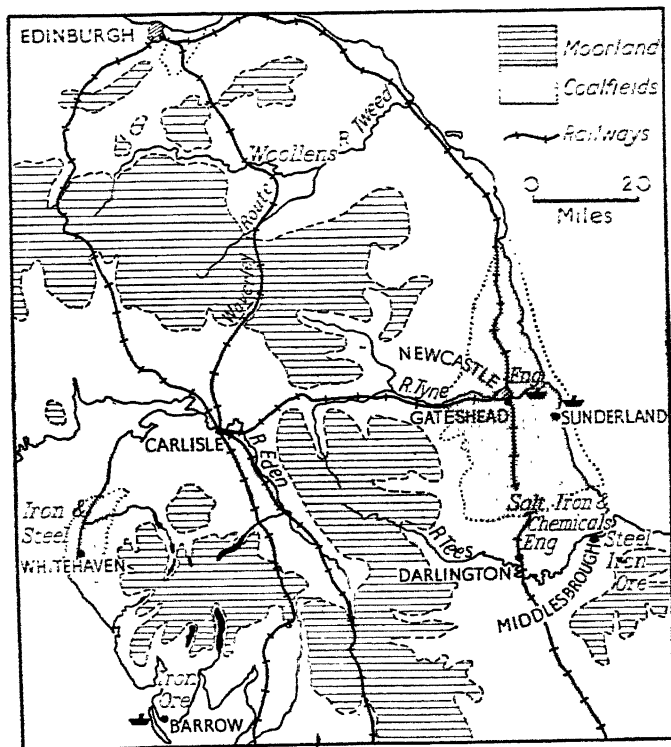 EDINBURGH
Moorland
Coalfields
Railways
0 20
Miles
Woollens
R Tweed
Waverley Route
NEWCASTLE
Eng
R Tyne
GATESHEAD
SUNDERLAND
CARLISLE
R Eden
Iron &
Steel
WHITEHAVEN
Salt, Iron &
Chemicals
Eng
R Tees
Steel
DARLINGTON
MIDDLESBROUGH
Iron
Ore
Iron
Ore
BARROW